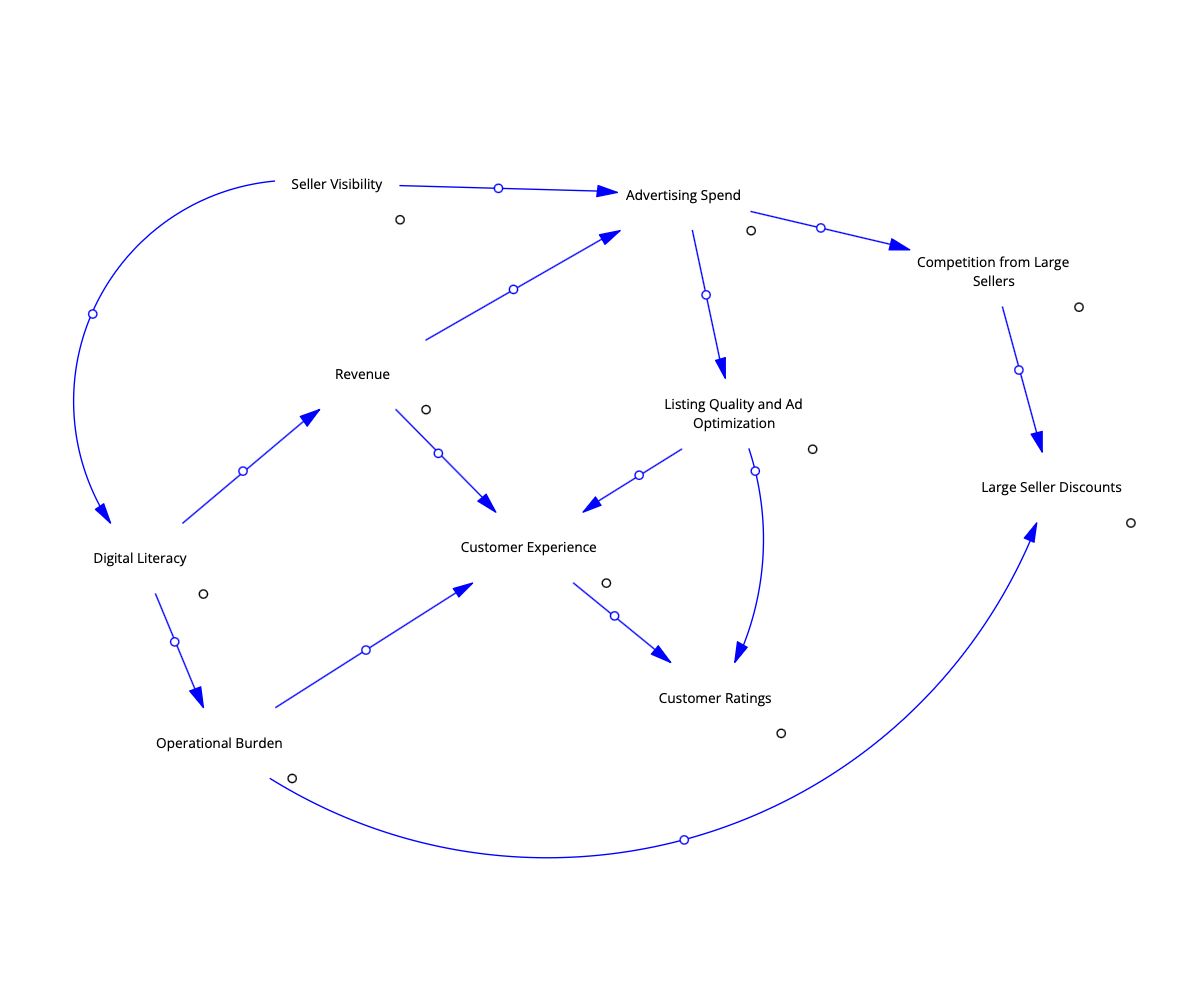 Seller Visibility
Advertising Spend
Competition from Large
Sellers
Revenue
Listing Quality and Ad
Optimization
Large Seller Discounts
Customer Experience
Digital Literacy
Customer Ratings
Operational Burden